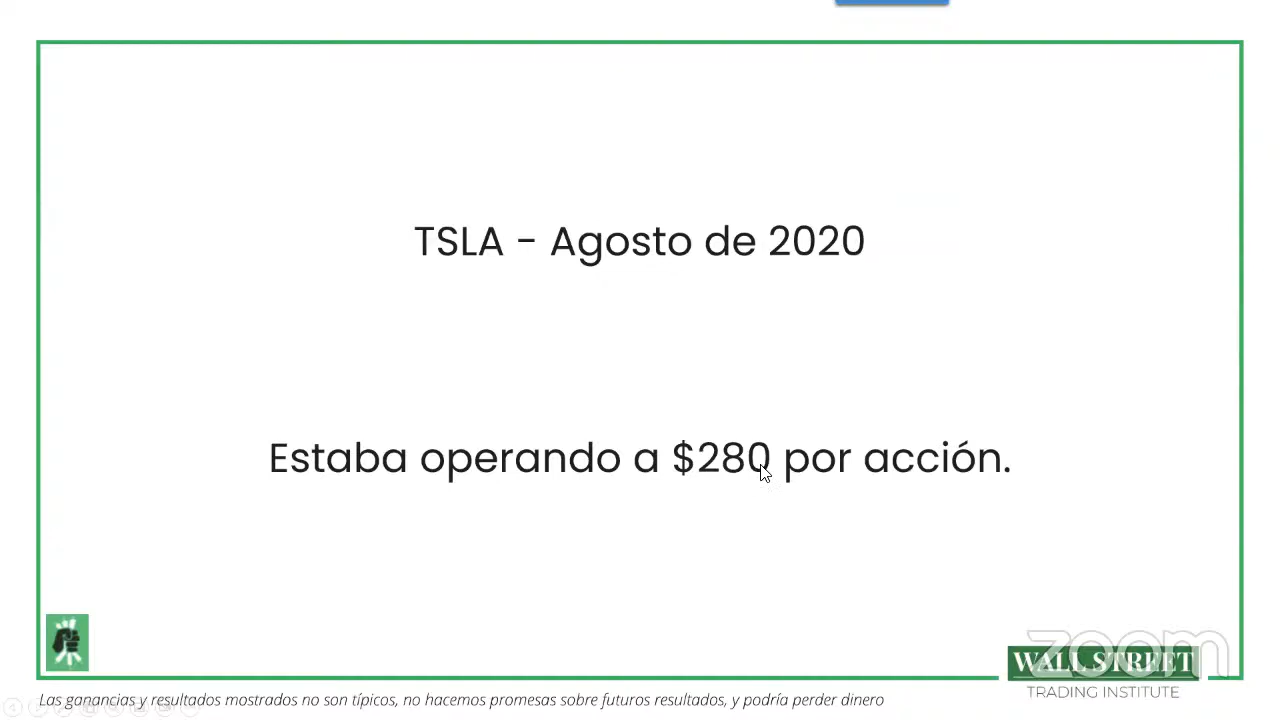 TSLA - Agosto de 2020
Estaba operando a $280 por acción.
zoom
WALL STREET
TRADING INSTITUTE
Las ganancias y resultados mostrados no son típicos, no hacemos promesas sobre futuros resultados, y podría perder dinero